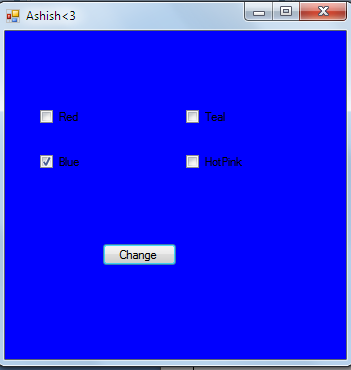 Ashish<3
Red
Teal
Blue
HotPink
Change